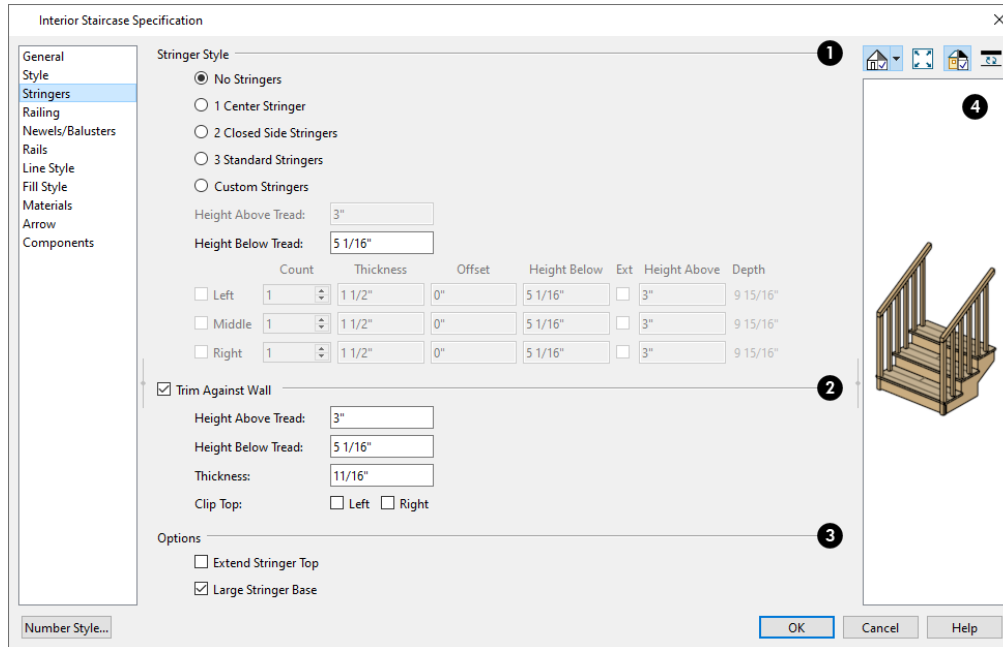 Interior Staircase Specification
General
Style
Stringers
Railing
Newels/Balusters
Rails
Line Style
Fill Style
Materials
Arrow
Components
Stringer Style
1
No Stringers
1 Center Stringer
2 Closed Side Stringers
3 Standard Stringers
Custom Stringers
Height Above Tread: 3"
Height Below Tread: 5 1/16"
Count Thickness Offset Height Below Ext Height Above Depth
Left 1 1 1/2" 0" 5 1/16" 3" 9 15/16"
Middle 1 1 1/2" 0" 5 1/16" 3" 9 15/16"
Right 1 1 1/2" 0" 5 1/16" 3" 9 15/16"
Trim Against Wall
2
Height Above Tread: 3"
Height Below Tread: 5 1/16"
Thickness: 11/16"
Clip Top: Left Right
Options
3
Extend Stringer Top
Large Stringer Base
4
Number Style... OK Cancel Help